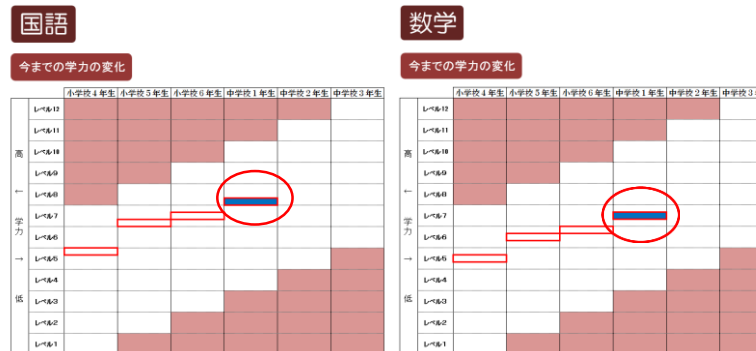 国語
今までの学力の変化
小学校4年生 小学校5年生 小学校6年生 中学校1年生 中学校2年生 中学校3年生
高 ← 学力 → 低
レベル12
レベル11
レベル10
レベル9
レベル8
レベル7
レベル6
レベル5
レベル4
レベル3
レベル2
レベル1
数学
今までの学力の変化
小学校4年生 小学校5年生 小学校6年生 中学校1年生 中学校2年生 中学校3
高 ← 学力 → 低
レベル12
レベル11
レベル10
レベル9
レベル8
レベル7
レベル6
レベル5
レベル4
レベル3
レベル2
レベル1